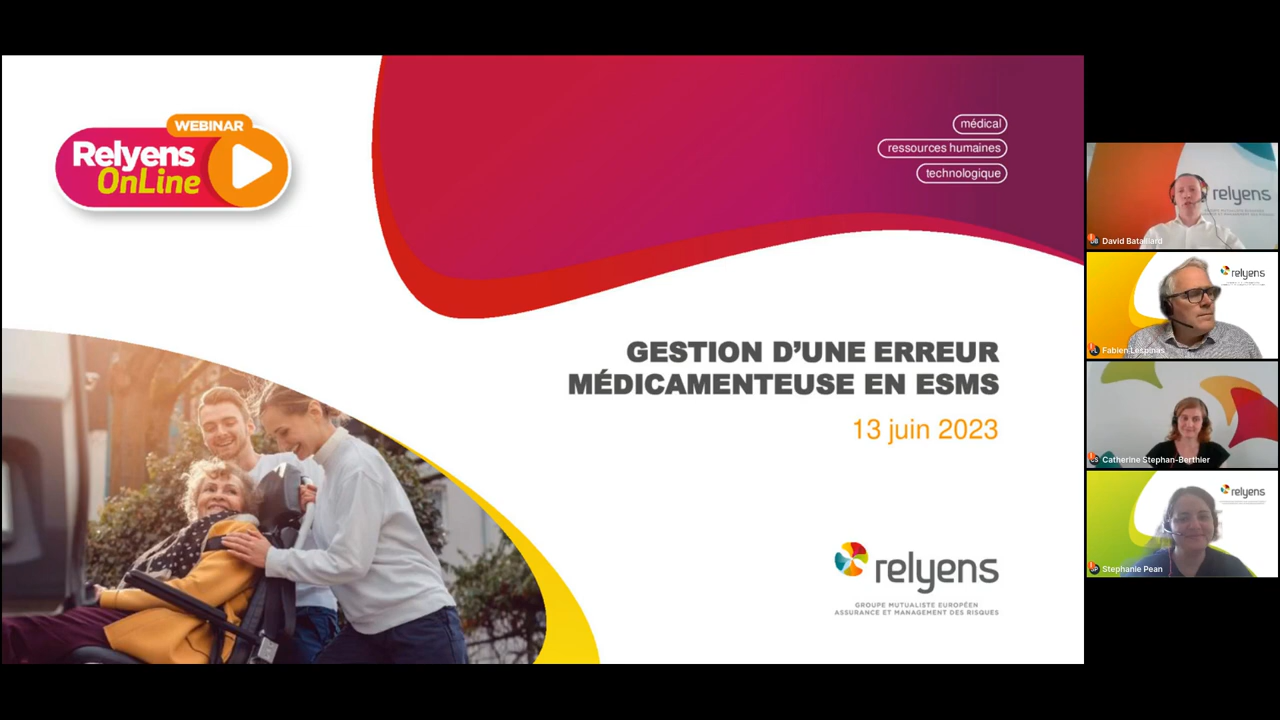 WEBINAR
Relyens
OnLine
médical
ressources humaines
technologique
GESTION D’UNE ERREUR
MÉDICAMENTEUSE EN ESMS
13 juin 2023
relyens
GROUPE MUTUALISTE EUROPÉEN
ASSURANCE ET MANAGEMENT DES RISQUES
relyens
David Bataillard
relyens
Fabien Lespinas
Catherine Stephan-Berthier
relyens
Stephanie Pean